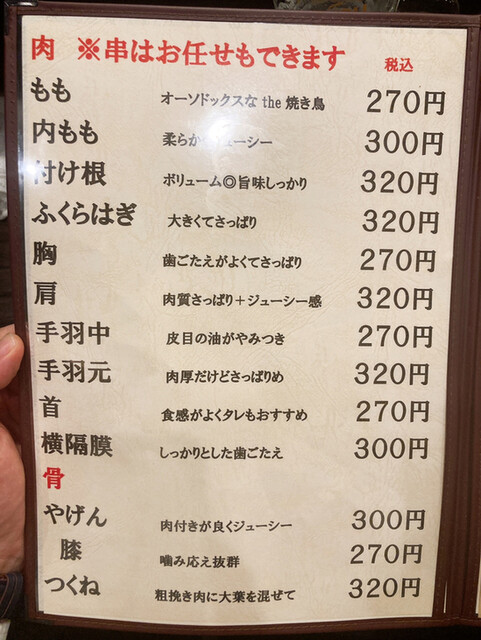 肉 ※串はお任せもできます 税込
もも オーソドックスな the 焼き鳥 270円
内もも 柔らか ューシー 300円
付け根 ボリューム◎旨味しっかり 320円
ふくらはぎ 大きくてさっぱり 320円
胸 歯ごたえがよくてさっぱり 270円
肩 肉質さっぱり+ジューシー感 320円
手羽中 皮目の油がやみつき 270円
手羽元 肉厚だけどさっぱりめ 320円
首 食感がよくタレもおすすめ 270円
横隔膜 しっかりとした歯ごたえ 300円
骨
やげん 肉付きが良くジューシー 300円
膝 噛み応え抜群 270円
つくね 粗挽き肉に大葉を混ぜて 320円